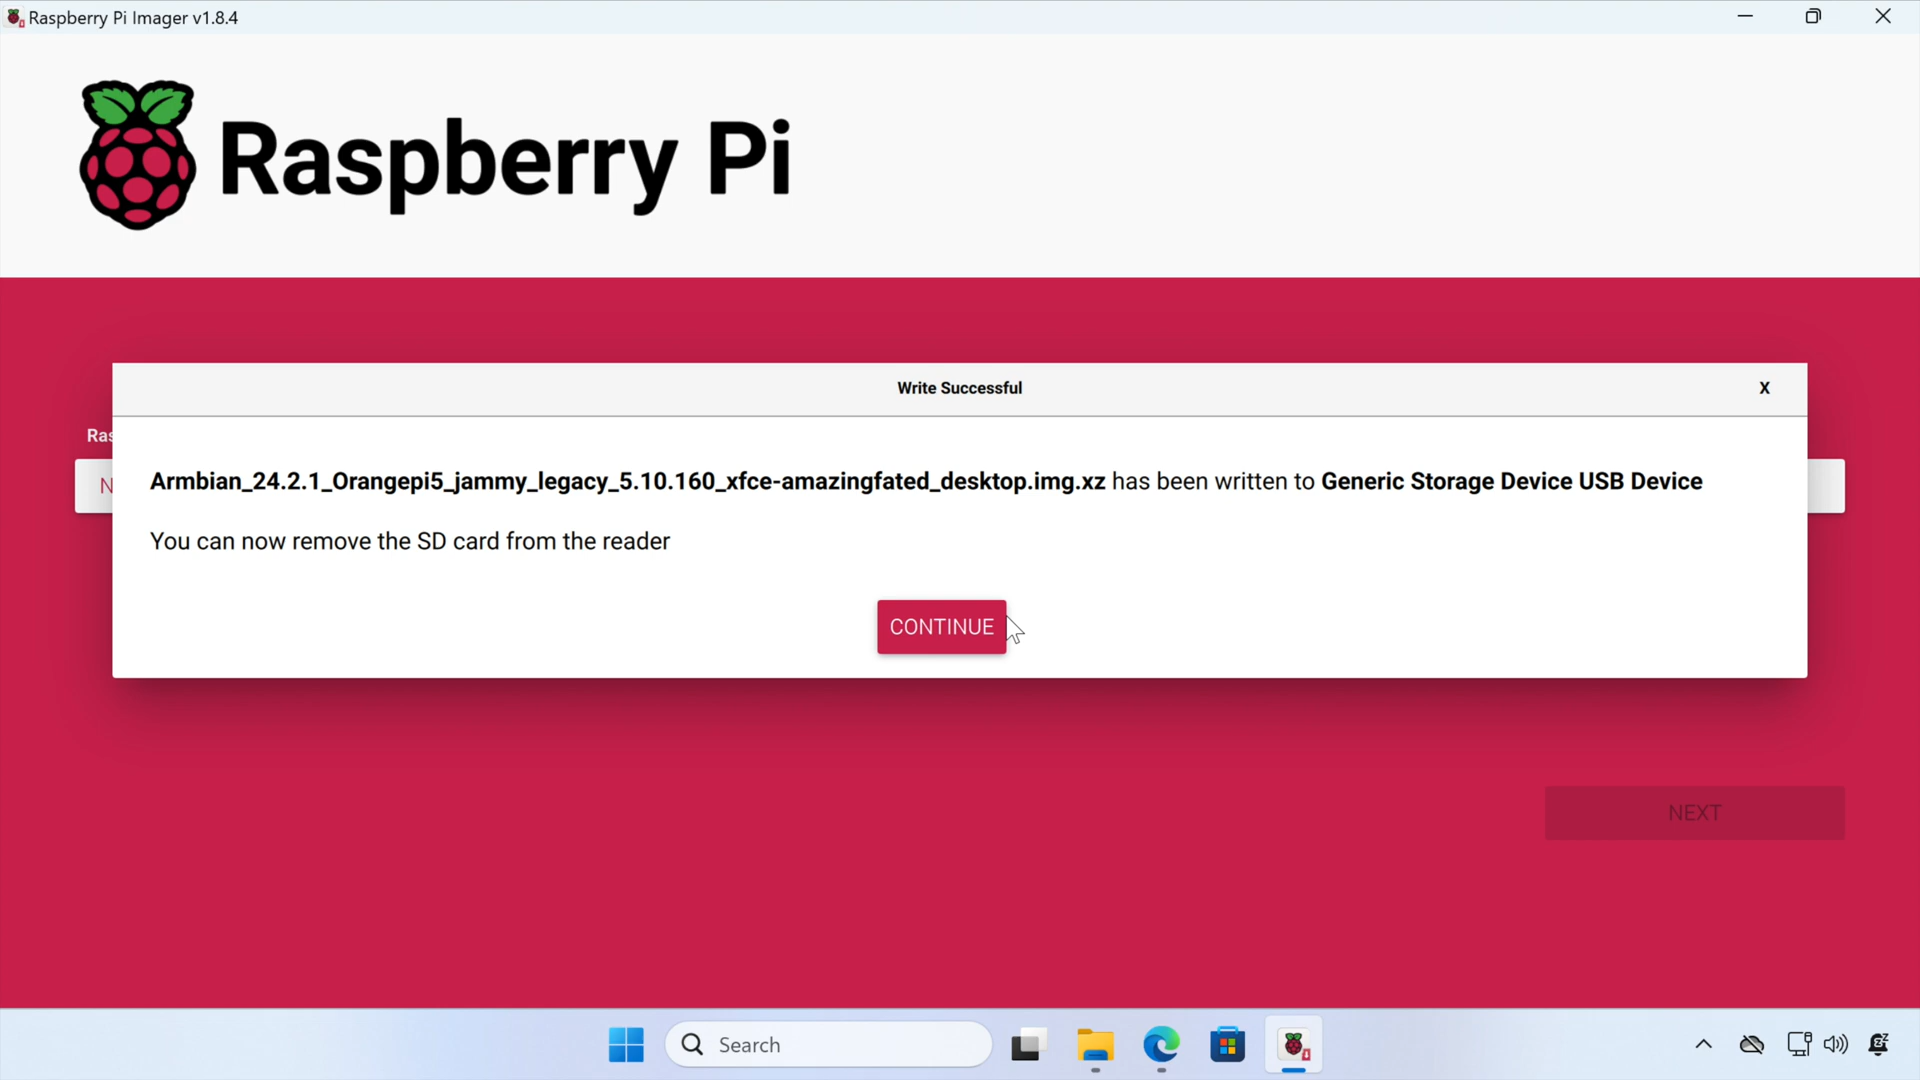 Raspberry Pi Imager v1.8.4
Raspberry Pi
Write Successful
X
Ras
N
Armbian_24.2.1_Orangepi5_jammy_legacy_5.10.160_xfce-amazingfated_desktop.img.xz has been written to Generic Storage Device USB Device
You can now remove the SD card from the reader
CONTINUE
NEXT
Search